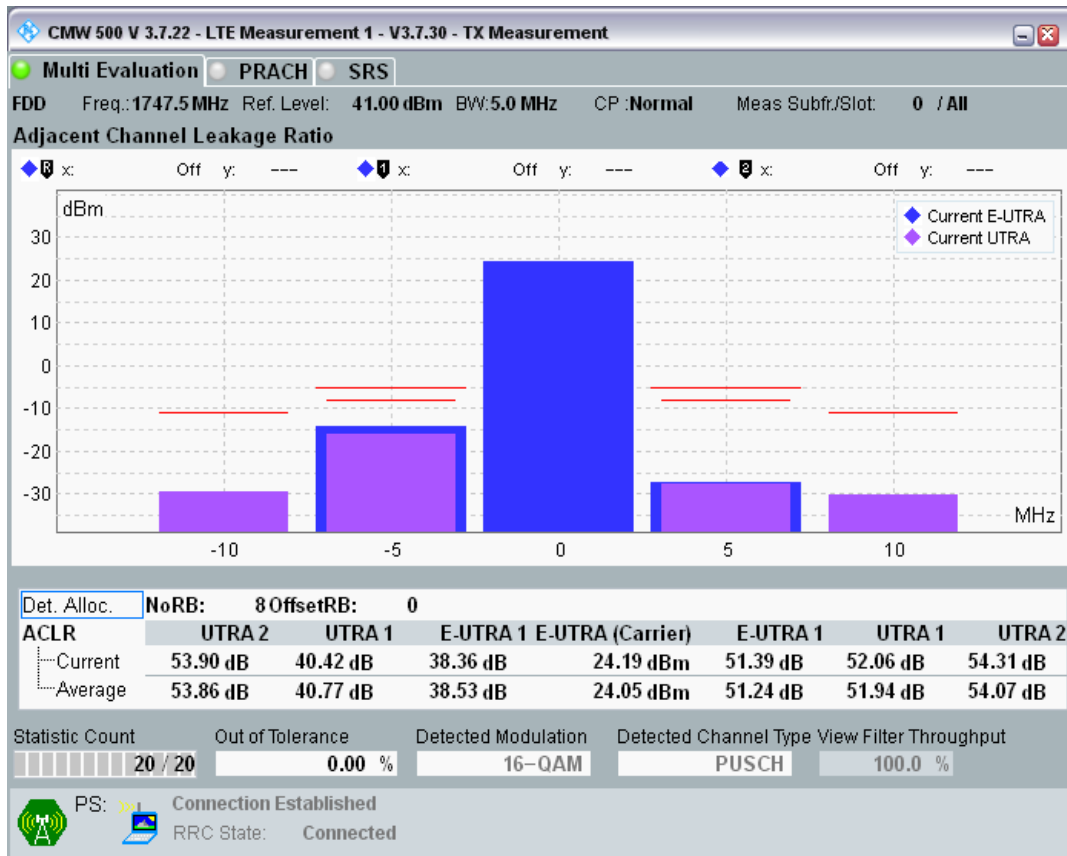 CMW 500 V 3.7.22 - LTE Measurement 1 - V3.7.30 - TX Measurement
Multi Evaluation PRACH SRS
FDD Freq.: 1747.5 MHz Ref. Level: 41.00 dBm BW: 5.0 MHz CP : Normal Meas Subfr./Slot: 0 / All
Adjacent Channel Leakage Ratio
R x: Off y: --- 1 x: Off y: --- 2 x: Off y: ---
dBm
Current E-UTRA
Current UTRA
30
20
10
0
-10
-20
-30
MHz
-10 -5 0 5 10
Det. Alloc. NoRB: 8 OffsetRB: 0
ACLR UTRA 2 UTRA 1 E-UTRA 1 E-UTRA (Carrier) E-UTRA 1 UTRA 1 UTRA 2
Current 53.90 dB 40.42 dB 38.36 dB 24.19 dBm 51.39 dB 52.06 dB 54.31 dB
Average 53.86 dB 40.77 dB 38.53 dB 24.05 dBm 51.24 dB 51.94 dB 54.07 dB
Statistic Count Out of Tolerance Detected Modulation Detected Channel Type View Filter Throughput
20 / 20 0.00 % 16-QAM PUSCH 100.0 %
PS: Connection Established
RRC State: Connected